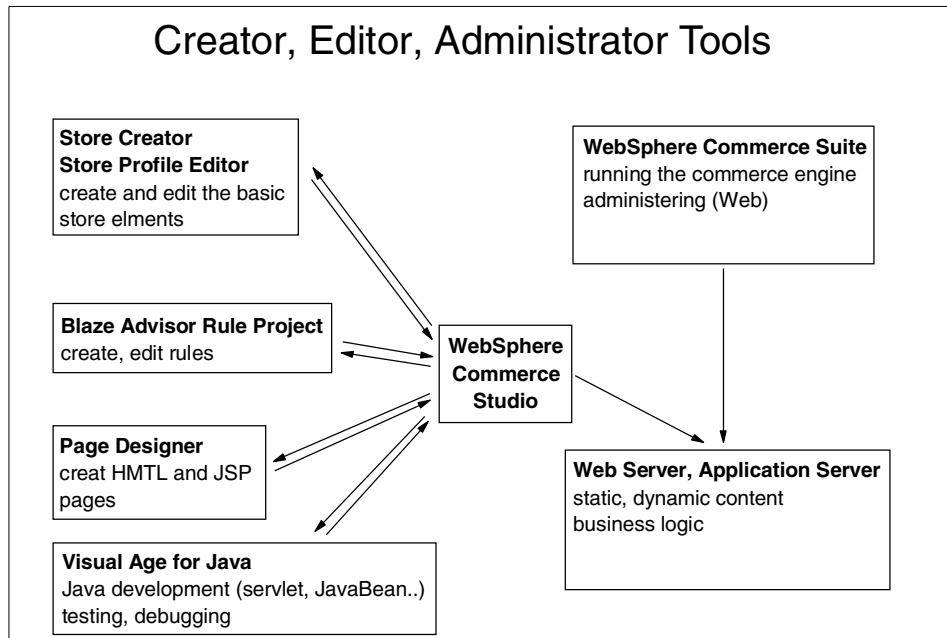 Creator, Editor, Administrator Tools
Store Creator
Store Profile Editor
create and edit the basic
store elments
WebSphere Commerce Suite
running the commerce engine
administering (Web)
Blaze Advisor Rule Project
create, edit rules
WebSphere
Commerce
Studio
Page Designer
creat HMTL and JSP
pages
Web Server, Application Server
static, dynamic content
business logic
Visual Age for Java
Java development (servlet, JavaBean..)
testing, debugging